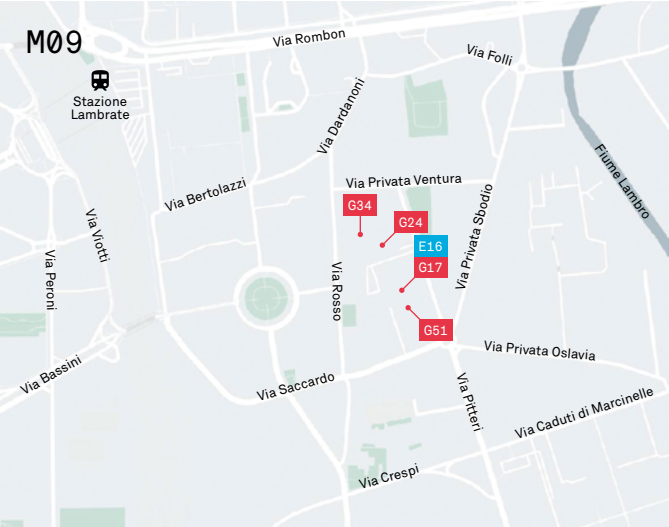 M09
Via Rombon
Via Folli
Stazione
Lambrate
Via Dardanoni
Fiume Lambro
Via Privata Ventura
Via Bertolazzi
G34
G24
Via Privata Sbodio
Via Viotti
E16
G17
Via Peroni
Via Rosso
G51
Via Privata Oslavia
Via Bassini
Via Saccardo
Via Pitteri
Via Caduti di Marcinelle
Via Crespi